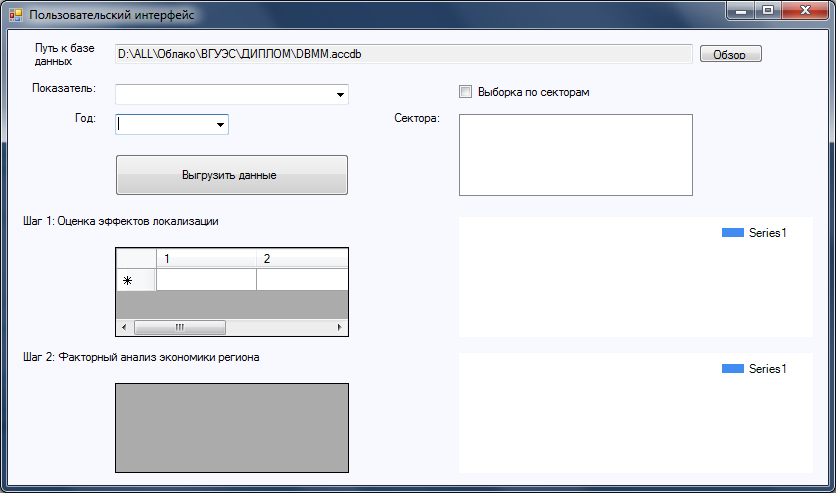 Пользовательский интерфейс
Путь к базе
данных
D:\ALL\Облако\ВГУЭС\ДИПЛОМ\DBMM.accdb
Обзор
Показатель:
Выборка по секторам
Год:
Сектора:
Выгрузить данные
Шаг 1: Оценка эффектов локализации
Series1
1 2
Шаг 2: Факторный анализ экономики региона
Series1